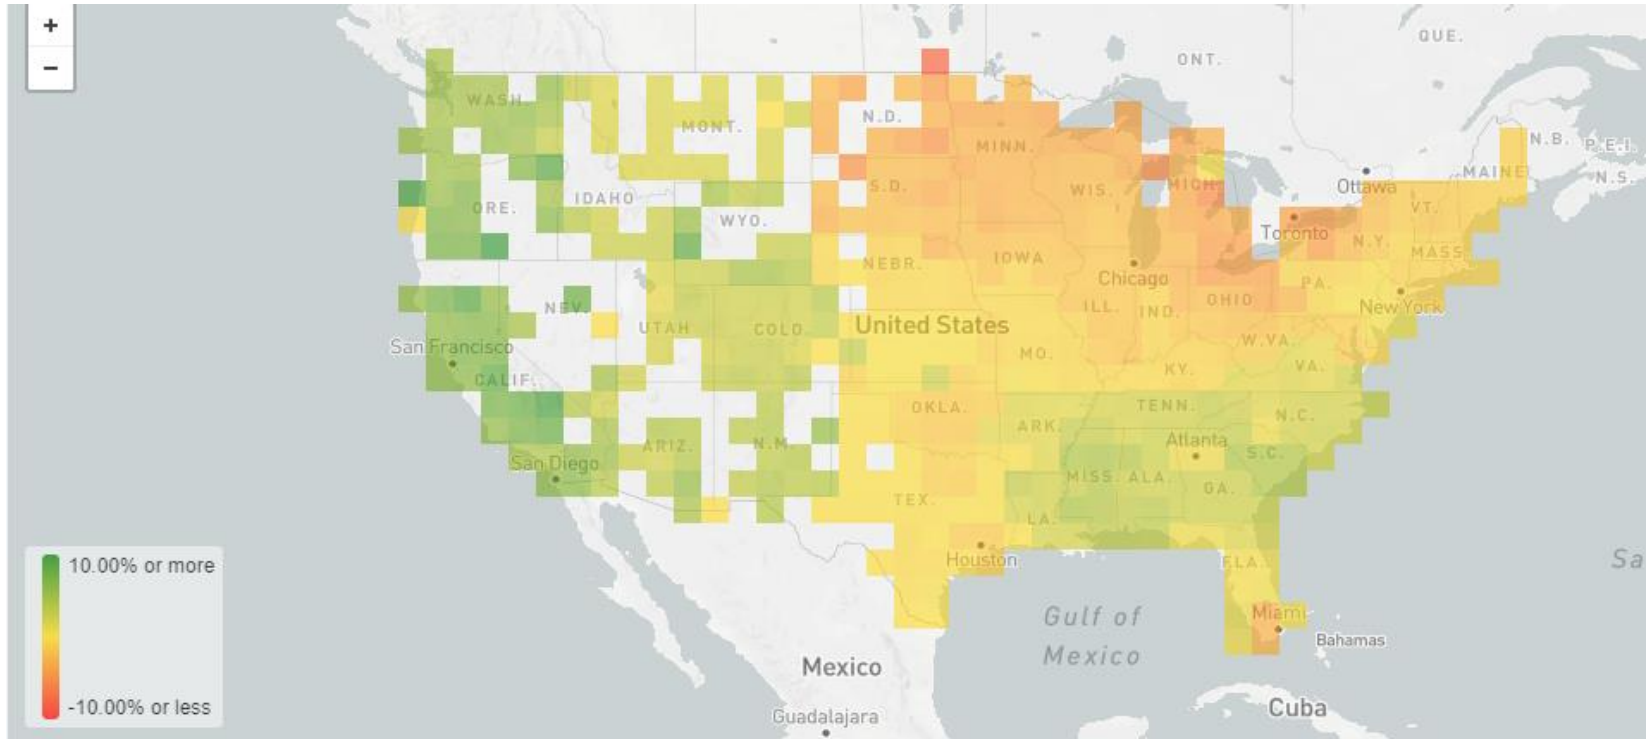 +
−
QUE.
ONT.
WASH.
MONT.
N.D.
MINN.
N.B.
P.E.I.
MAINE
N.S.
Ottawa
S.D.
WIS.
MICH.
IDAHO
ORE.
WYO.
VT.
Toronto
N.Y.
MASS.
NEBR.
IOWA
Chicago
PA.
NEV.
ILL.
IND.
OHIO
New York
UTAH
COLO.
United States
San Francisco
MO.
W.VA.
KY.
VA.
CALIF.
OKLA.
TENN.
N.C.
ARK.
Atlanta
ARIZ.
N.M.
S.C.
San Diego
MISS.
ALA.
GA.
TEX.
LA.
Houston
FLA.
Sa
10.00% or more
-10.00% or less
Gulf of
Mexico
Miami
Bahamas
Mexico
Cuba
Guadalajara